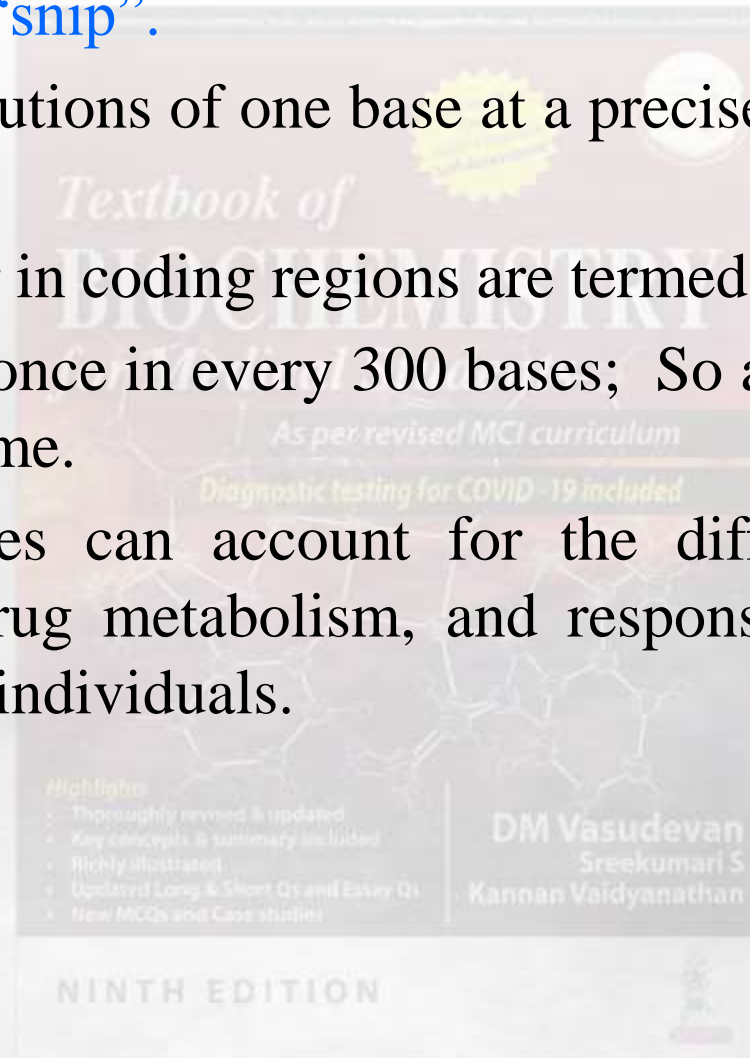 “snip”.
utions of one base at a precise
Textbook of
in coding regions are termed
BIOCHEMISTRY
once in every 300 bases; So a
As per revised MCI curriculum
me.
Diagnostic testing for COVID -19 included
es can account for the diff
rug metabolism, and respons
individuals.
Highlights
• Thoroughly revised & updated
• Key concepts & summary included
• Richly illustrated
• Updated Long & Short Qs and Essay Qs
• New MCQs and Case studies
DM Vasudevan
Sreekumari S
Kannan Vaidyanathan
NINTH EDITION